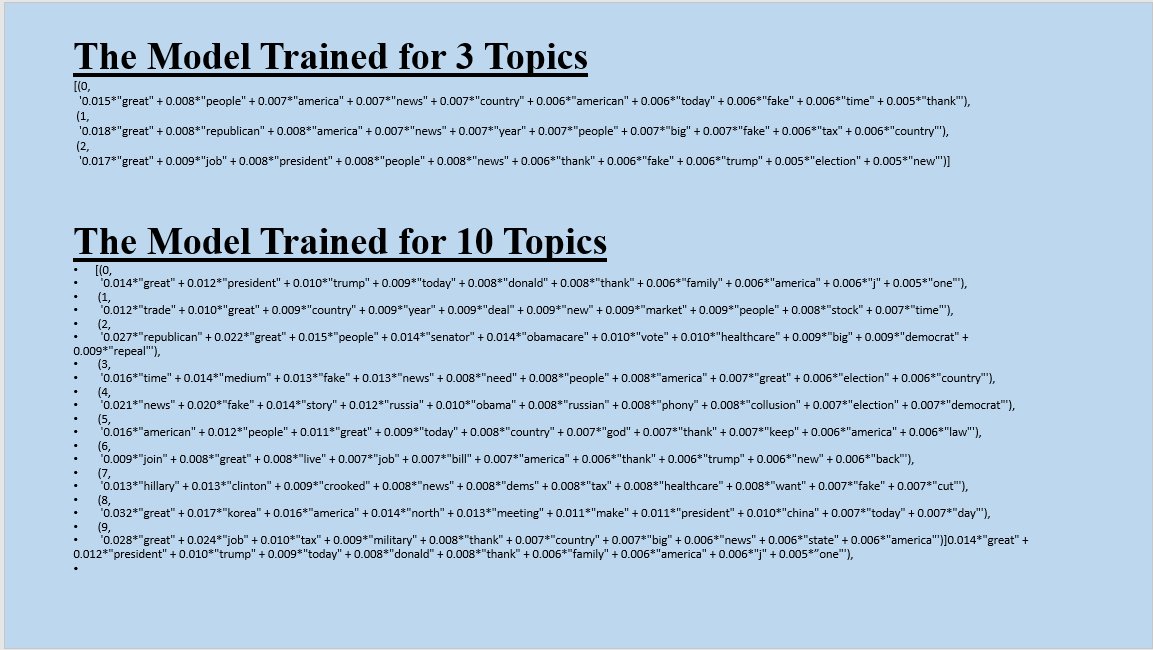 The Model Trained for 3 Topics
[(0,
'0.015*"great" + 0.008*"people" + 0.007*"america" + 0.007*"news" + 0.007*"country" + 0.006*"american" + 0.006*"today" + 0.006*"fake" + 0.006*"time" + 0.005*"thank"'),
(1,
'0.018*"great" + 0.008*"republican" + 0.008*"america" + 0.007*"news" + 0.007*"year" + 0.007*"people" + 0.007*"big" + 0.007*"fake" + 0.006*"tax" + 0.006*"country"'),
(2,
'0.017*"great" + 0.009*"job" + 0.008*"president" + 0.008*"people" + 0.008*"news" + 0.006*"thank" + 0.006*"fake" + 0.006*"trump" + 0.005*"election" + 0.005*"new"')]
The Model Trained for 10 Topics
• [(0,
• '0.014*"great" + 0.012*"president" + 0.010*"trump" + 0.009*"today" + 0.008*"donald" + 0.008*"thank" + 0.006*"family" + 0.006*"america" + 0.006*"j" + 0.005*"one"'),
• (1,
• '0.012*"trade" + 0.010*"great" + 0.009*"country" + 0.009*"year" + 0.009*"deal" + 0.009*"new" + 0.009*"market" + 0.009*"people" + 0.008*"stock" + 0.007*"time"'),
• (2,
• '0.027*"republican" + 0.022*"great" + 0.015*"people" + 0.014*"senator" + 0.014*"obamacare" + 0.010*"vote" + 0.010*"healthcare" + 0.009*"big" + 0.009*"democrat" +
0.009*"repeal"'),
• (3,
• '0.016*"time" + 0.014*"medium" + 0.013*"fake" + 0.013*"news" + 0.008*"need" + 0.008*"people" + 0.008*"america" + 0.007*"great" + 0.006*"election" + 0.006*"country"'),
• (4,
• '0.021*"news" + 0.020*"fake" + 0.014*"story" + 0.012*"russia" + 0.010*"obama" + 0.008*"russian" + 0.008*"phony" + 0.008*"collusion" + 0.007*"election" + 0.007*"democrat"'),
• (5,
• '0.016*"american" + 0.012*"people" + 0.011*"great" + 0.009*"today" + 0.008*"country" + 0.007*"god" + 0.007*"thank" + 0.007*"keep" + 0.006*"america" + 0.006*"law"'),
• (6,
• '0.009*"join" + 0.008*"great" + 0.008*"live" + 0.007*"job" + 0.007*"bill" + 0.007*"america" + 0.006*"thank" + 0.006*"trump" + 0.006*"new" + 0.006*"back"'),
• (7,
• '0.013*"hillary" + 0.013*"clinton" + 0.009*"crooked" + 0.008*"news" + 0.008*"dems" + 0.008*"tax" + 0.008*"healthcare" + 0.008*"want" + 0.007*"fake" + 0.007*"cut"'),
• (8,
• '0.032*"great" + 0.017*"korea" + 0.016*"america" + 0.014*"north" + 0.013*"meeting" + 0.011*"make" + 0.011*"president" + 0.010*"china" + 0.007*"today" + 0.007*"day"'),
• (9,
• '0.028*"great" + 0.024*"job" + 0.010*"tax" + 0.009*"military" + 0.008*"thank" + 0.007*"country" + 0.007*"big" + 0.006*"news" + 0.006*"state" + 0.006*"america"')]0.014*"great" +
0.012*"president" + 0.010*"trump" + 0.009*"today" + 0.008*"donald" + 0.008*"thank" + 0.006*"family" + 0.006*"america" + 0.006*"j" + 0.005*"one"'),
•